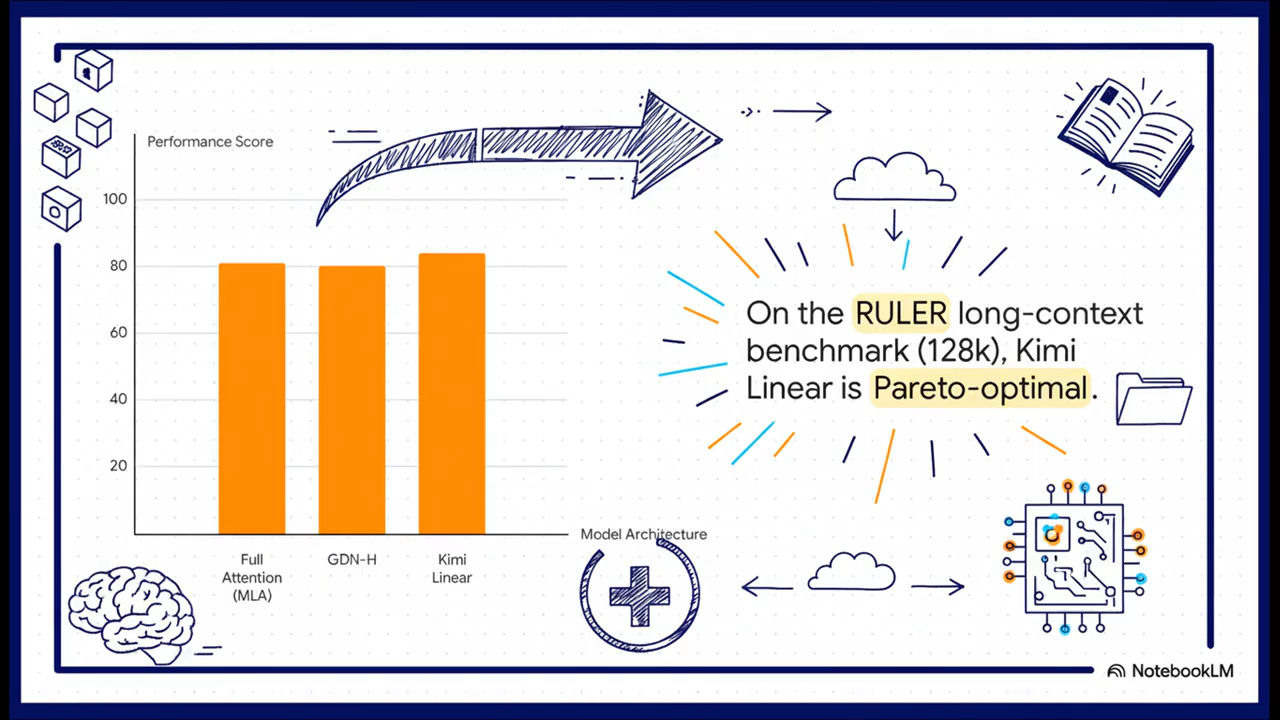 Performance Score
100
80
60
40
20
Model Architecture
Full
Attention
(MLA)
GDN-H
Kimi
Linear
On the RULER long-context
benchmark (128k), Kimi
Linear is Pareto-optimal.
NotebookLM